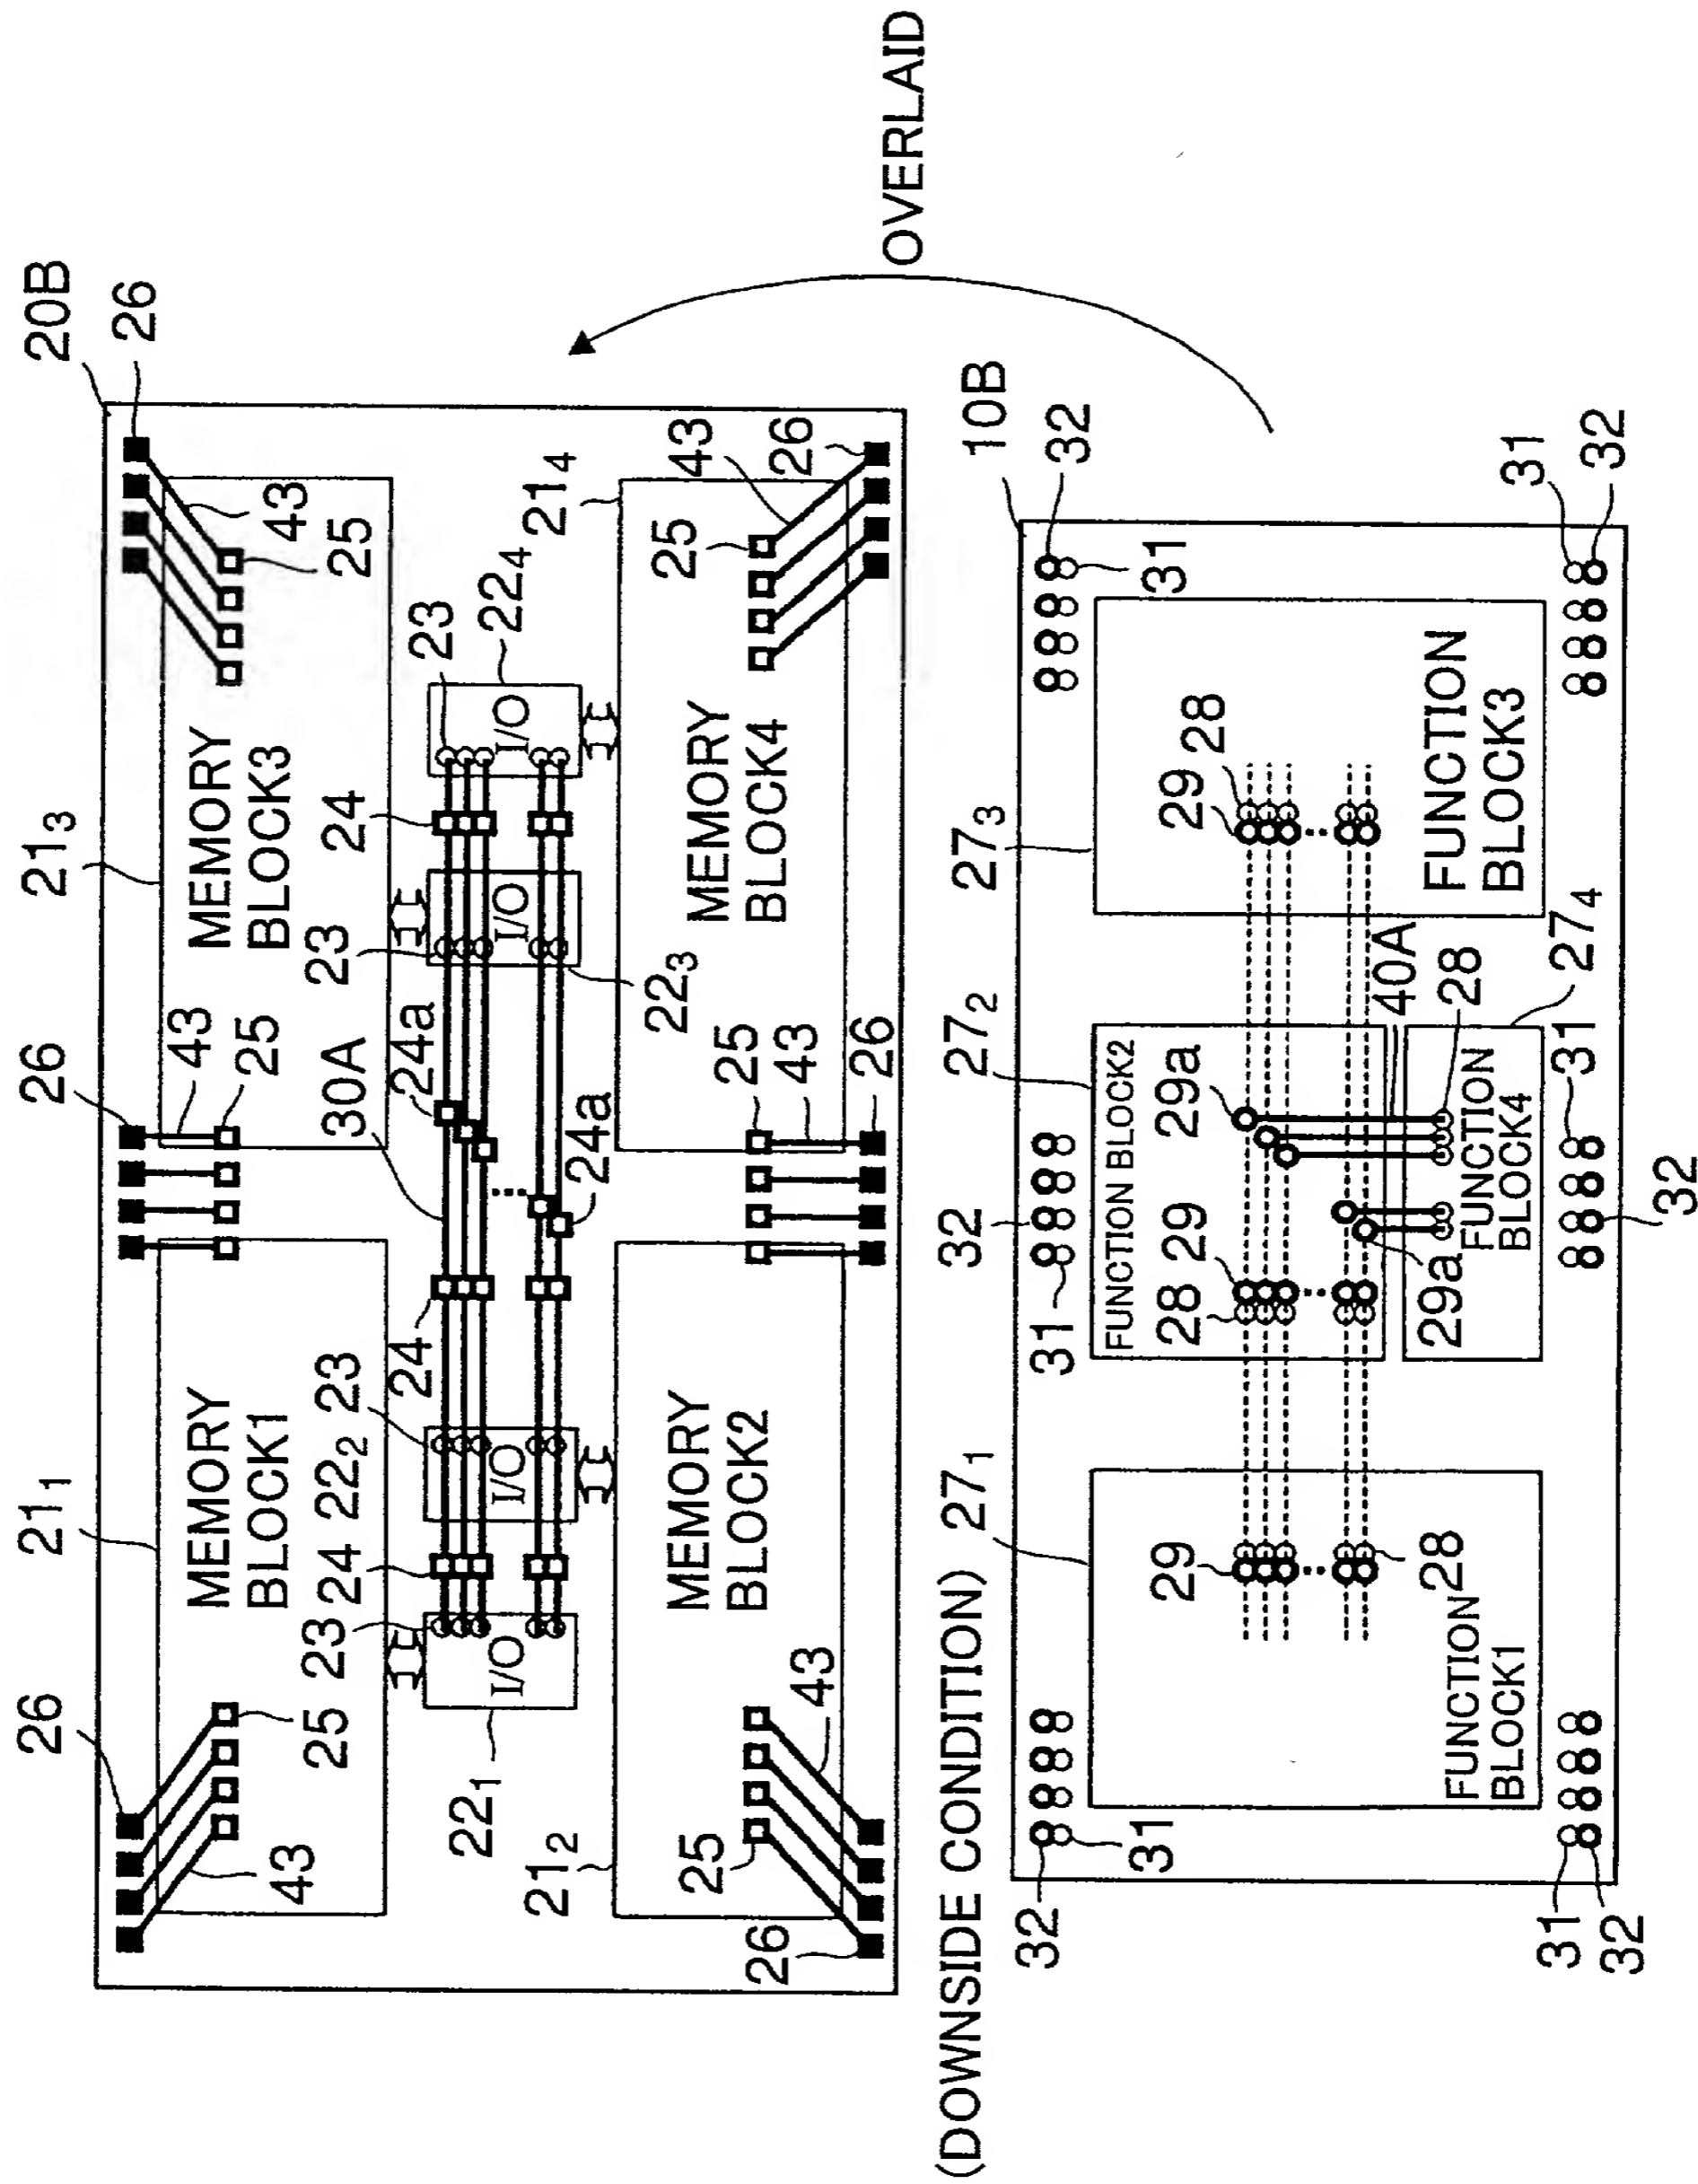 20B
26
21₁
26
21₃
26
43
MEMORY
BLOCK1
MEMORY
BLOCK3
43
25
25
43
25
23
24
22₂
23
30A
23
24
24
24a
23
22₁
I/O
I/O
I/O
I/O
22₄
21₂
24a
21₄
22₃
25
MEMORY
BLOCK2
25
MEMORY
BLOCK4
25
43
26
43
43
26
26
26
OVERLAID
(DOWNSIDE CONDITION)
27₁
27₂
27₃
10B
32
31
31
32
32
31
FUNCTION BLOCK2
29
28
29
29a
29
28
28
FUNCTION
BLOCK1
29a
40A
28
FUNCTION
BLOCK4
FUNCTION
BLOCK3
27₄
31
32
31
32
31
32